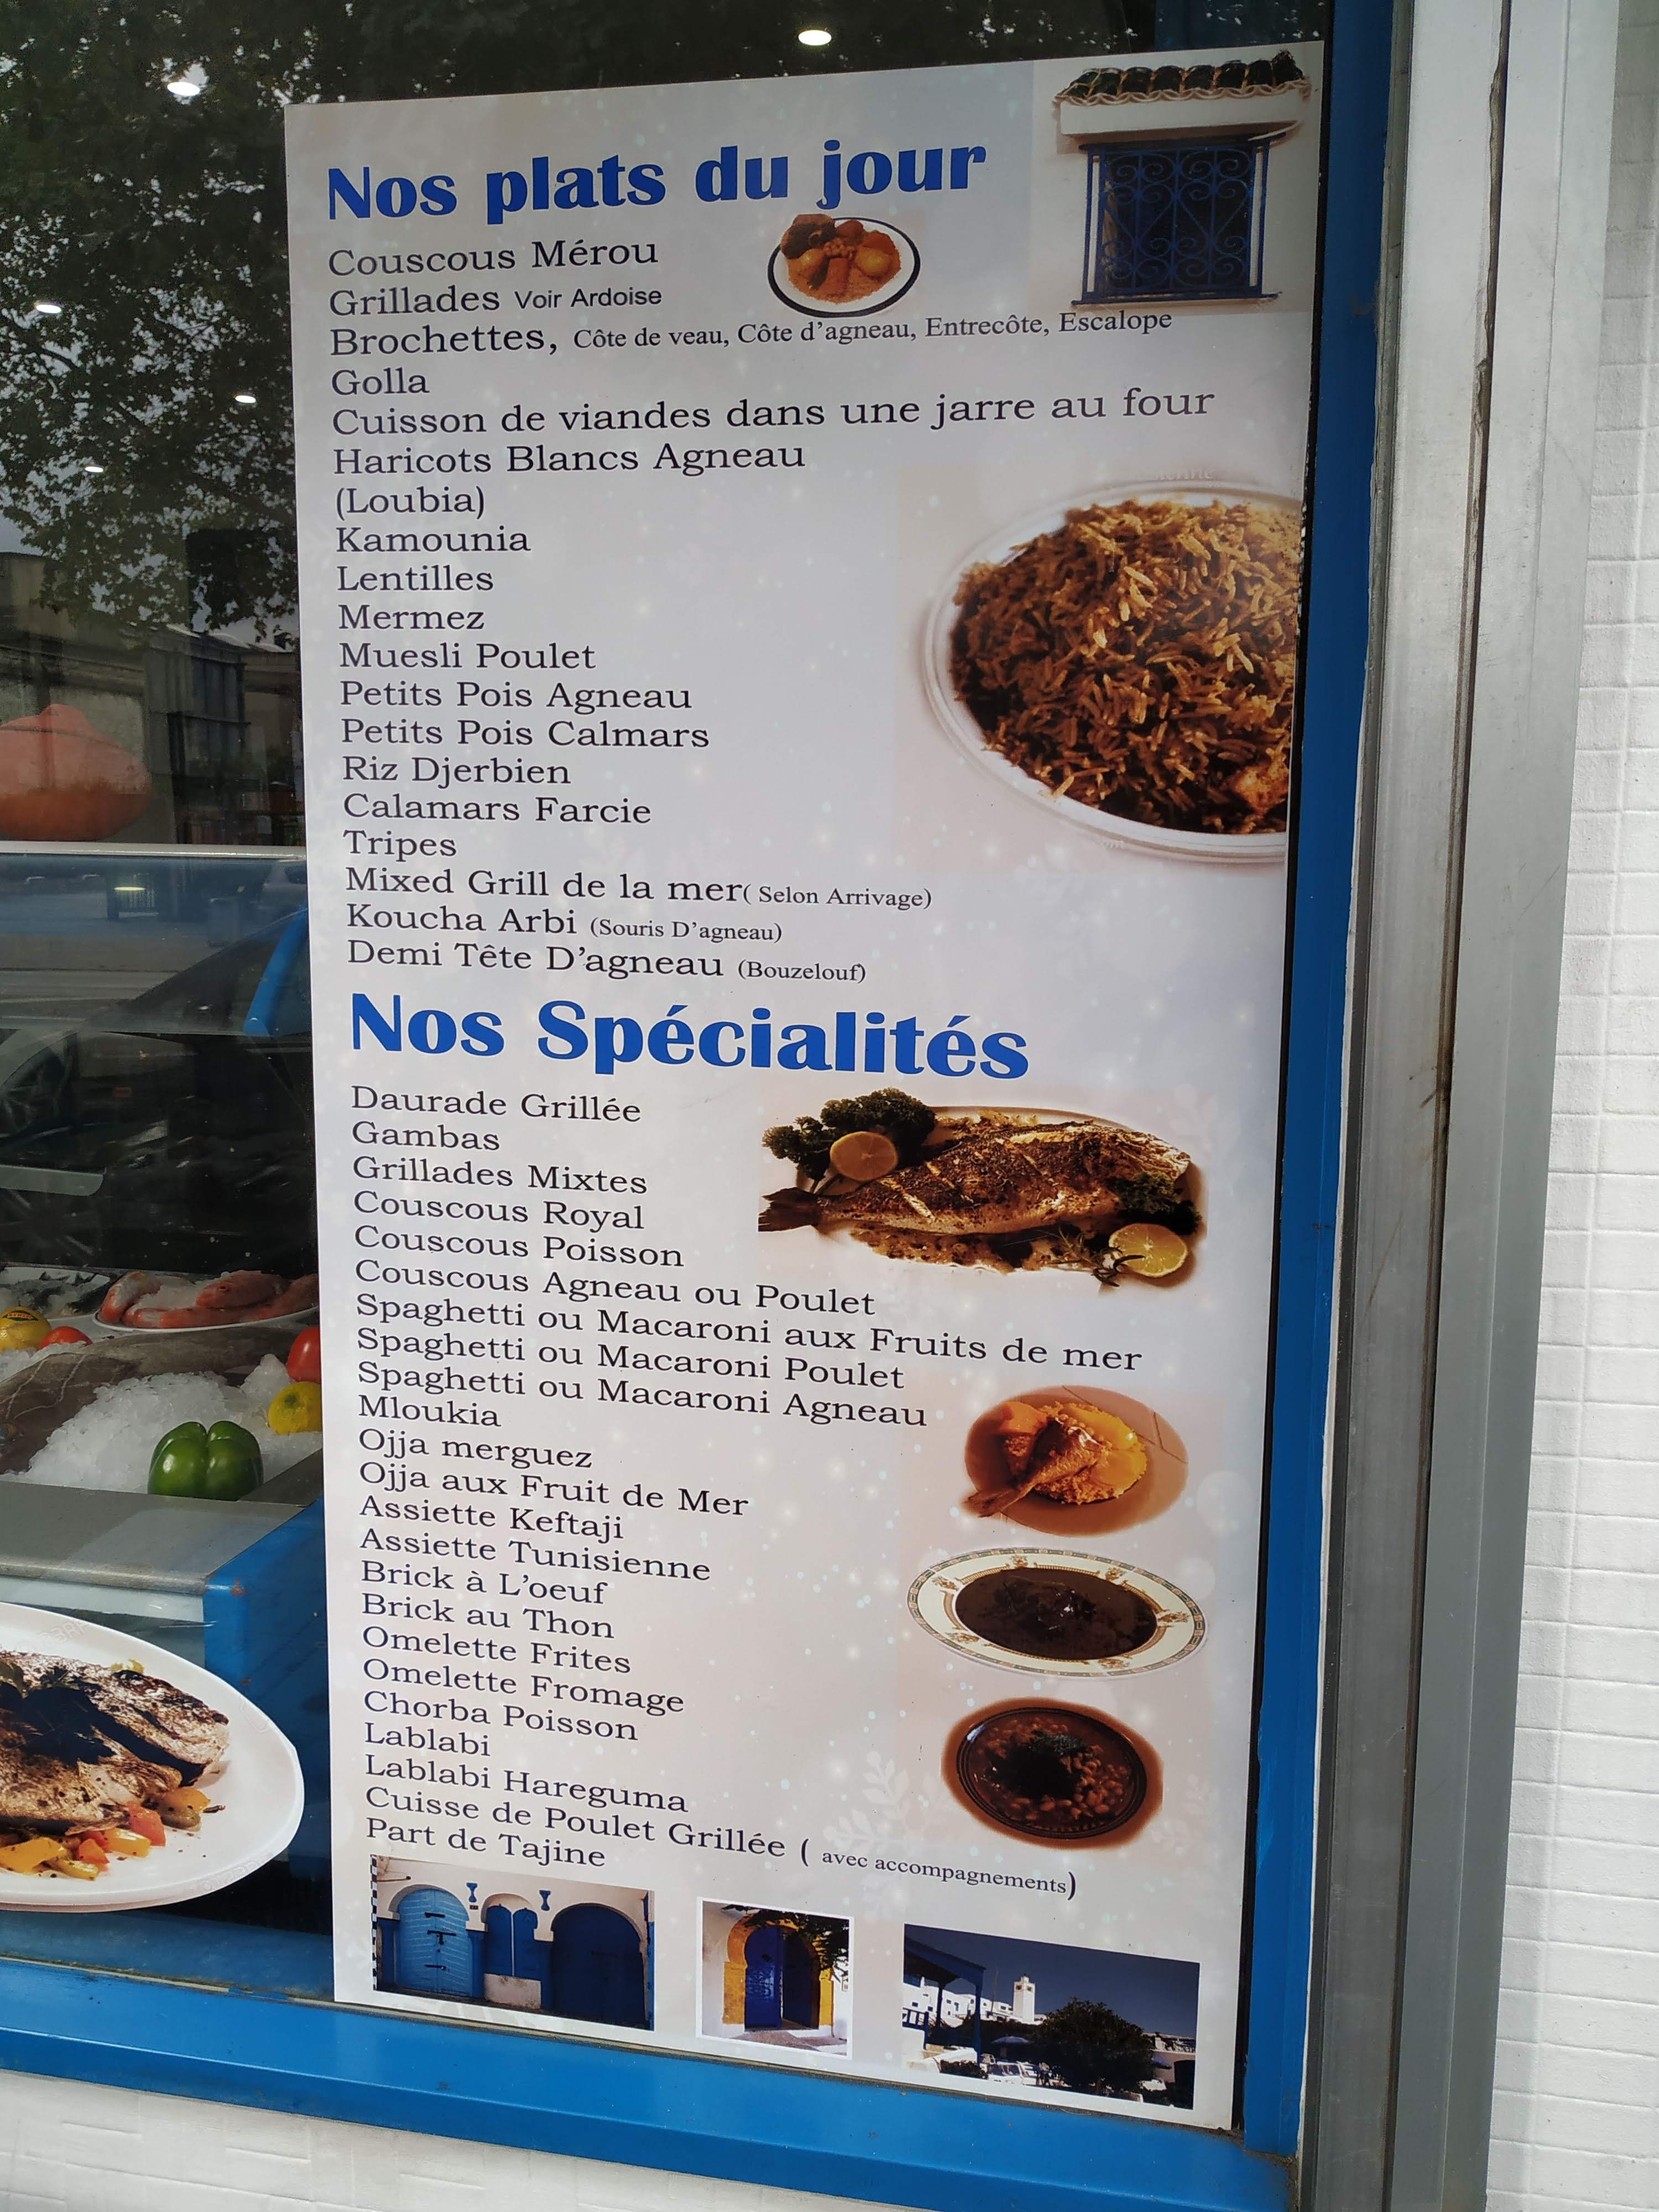 Nos plats du jour
Couscous Mérou
Grillades Voir Ardoise
Brochettes, Côte de veau, Côte d'agneau, Entrecôte, Escalope
Golla
Cuisson de viandes dans une jarre au four
Haricots Blancs Agneau
(Loubia)
Kamounia
Lentilles
Mermez
Muesli Poulet
Petits Pois Agneau
Petits Pois Calmars
Riz Djerbien
Calamars Farcie
Tripes
Mixed Grill de la mer( Selon Arrivage)
Koucha Arbi (Souris D'agneau)
Demi Tête D'agneau (Bouzelouf)
Nos Spécialités
Daurade Grillée
Gambas
Grillades Mixtes
Couscous Royal
Couscous Poisson
Couscous Agneau ou Poulet
Spaghetti ou Macaroni aux Fruits de mer
Spaghetti ou Macaroni Poulet
Spaghetti ou Macaroni Agneau
Mloukia
Ojja merguez
Ojja aux Fruit de Mer
Assiette Keftaji
Assiette Tunisienne
Brick à L'oeuf
Brick au Thon
Omelette Frites
Omelette Fromage
Chorba Poisson
Lablabi
Lablabi Hareguma
Cuisse de Poulet Grillée ( avec accompagnements)
Part de Tajine